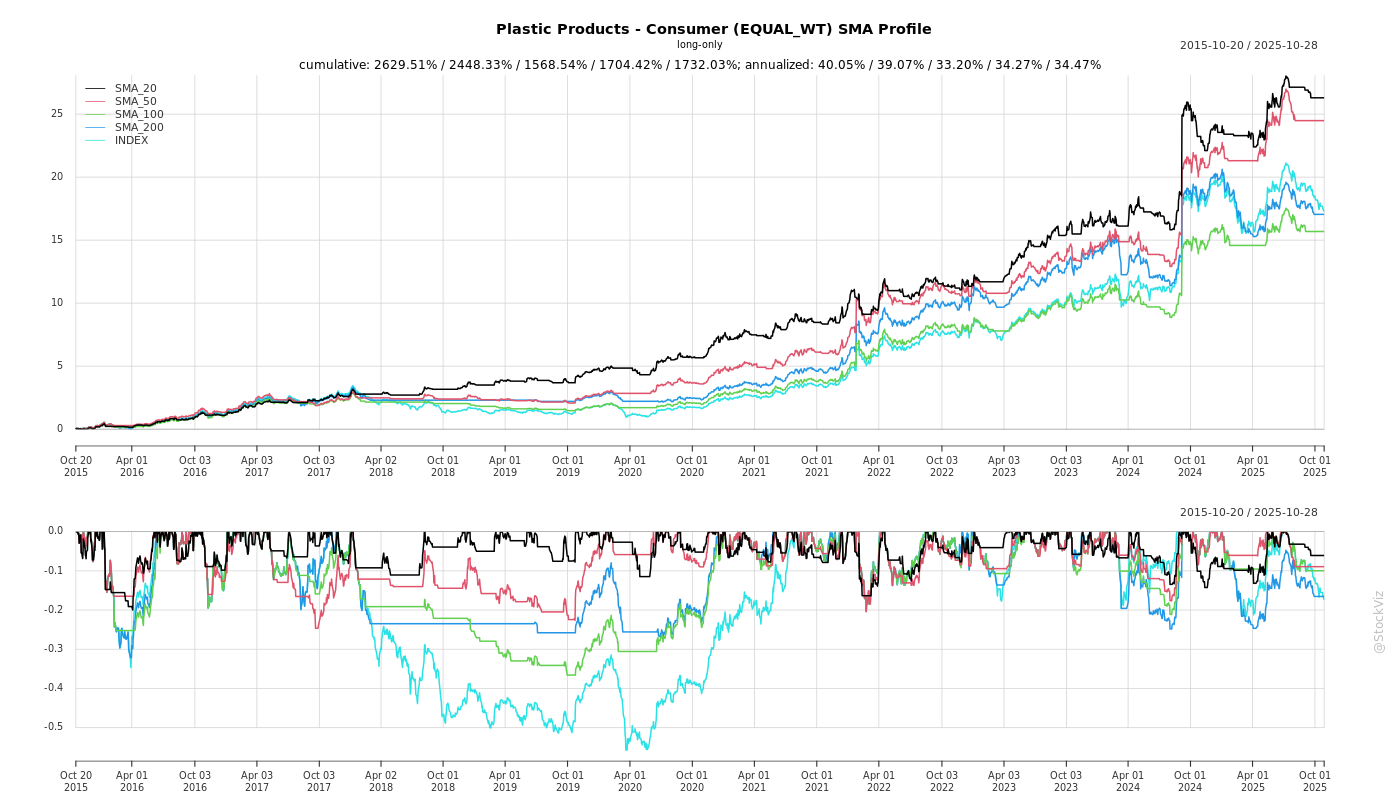 Plastic Products - Consumer (EQUAL_WT) SMA Profile
long-only
2015-10-20 / 2025-10-28
cumulative: 2629.51% / 2448.33% / 1568.54% / 1704.42% / 1732.03%; annualized: 40.05% / 39.07% / 33.20% / 34.27% / 34.47%
SMA_20
SMA_50
SMA_100
SMA_200
INDEX
25
20
15
10
5
0
Oct 20 Apr 01 Oct 03 Apr 03 Oct 03 Apr 02 Oct 01 Apr 01 Oct 01 Apr 01 Oct 01 Apr 01 Oct 01 Apr 01 Oct 03 Apr 03 Oct 03 Apr 01 Oct 01 Apr 01 Oct 01
2015 2016 2016 2017 2017 2018 2018 2019 2019 2020 2020 2021 2021 2022 2022 2023 2023 2024 2024 2025 2025
2015-10-20 / 2025-10-28
0.0
-0.1
-0.2
-0.3
-0.4
-0.5
Oct 20 Apr 01 Oct 03 Apr 03 Oct 03 Apr 02 Oct 01 Apr 01 Oct 01 Apr 01 Oct 01 Apr 01 Oct 01 Apr 01 Oct 03 Apr 03 Oct 03 Apr 01 Oct 01 Apr 01 Oct 01
2015 2016 2016 2017 2017 2018 2018 2019 2019 2020 2020 2021 2021 2022 2022 2023 2023 2024 2024 2025 2025
@StockViz